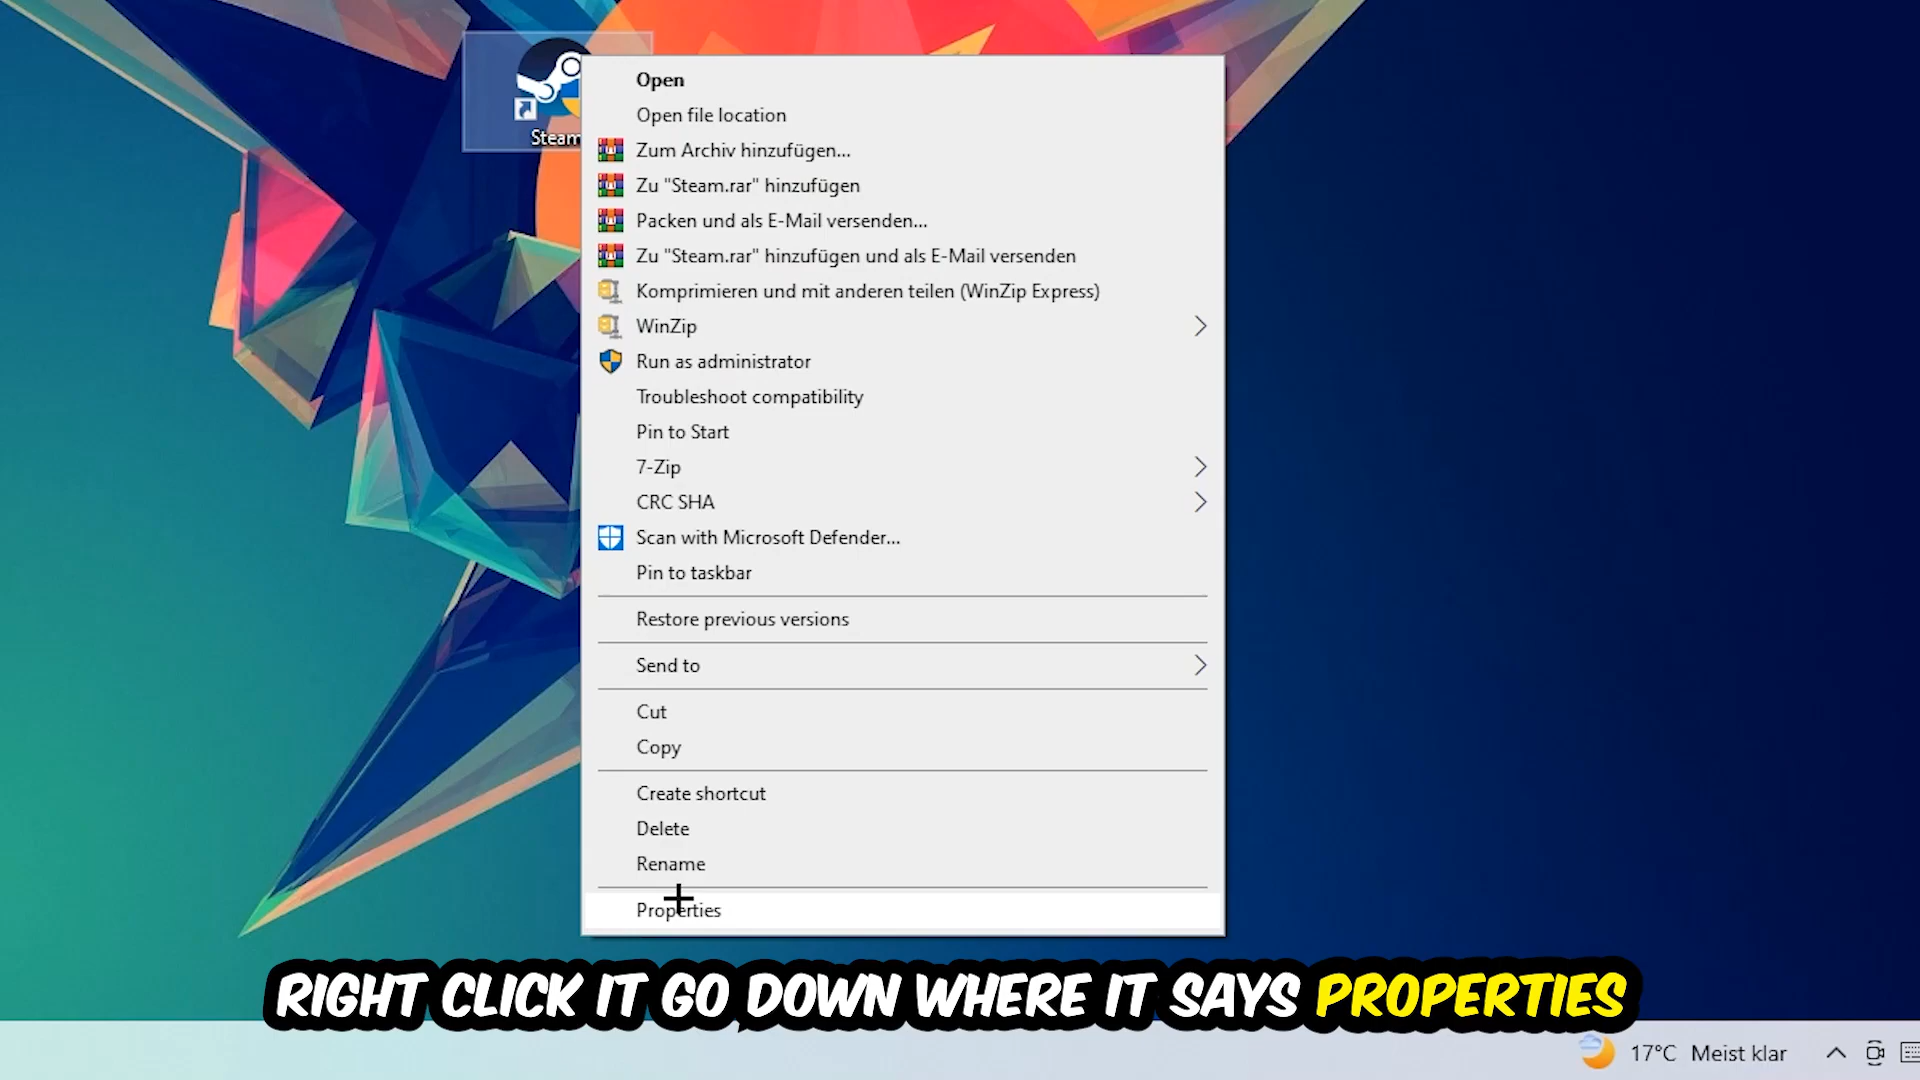 Steam
Open
Open file location
Zum Archiv hinzufügen...
Zu "Steam.rar" hinzufügen
Packen und als E-Mail versenden...
Zu "Steam.rar" hinzufügen und als E-Mail versenden
Komprimieren und mit anderen teilen (WinZip Express)
WinZip
Run as administrator
Troubleshoot compatibility
Pin to Start
7-Zip
CRC SHA
Scan with Microsoft Defender...
Pin to taskbar
Restore previous versions
Send to
Cut
Copy
Create shortcut
Delete
Rename
Properties
RIGHT CLICK IT GO DOWN WHERE IT SAYS PROPERTIES
17°C Meist klar